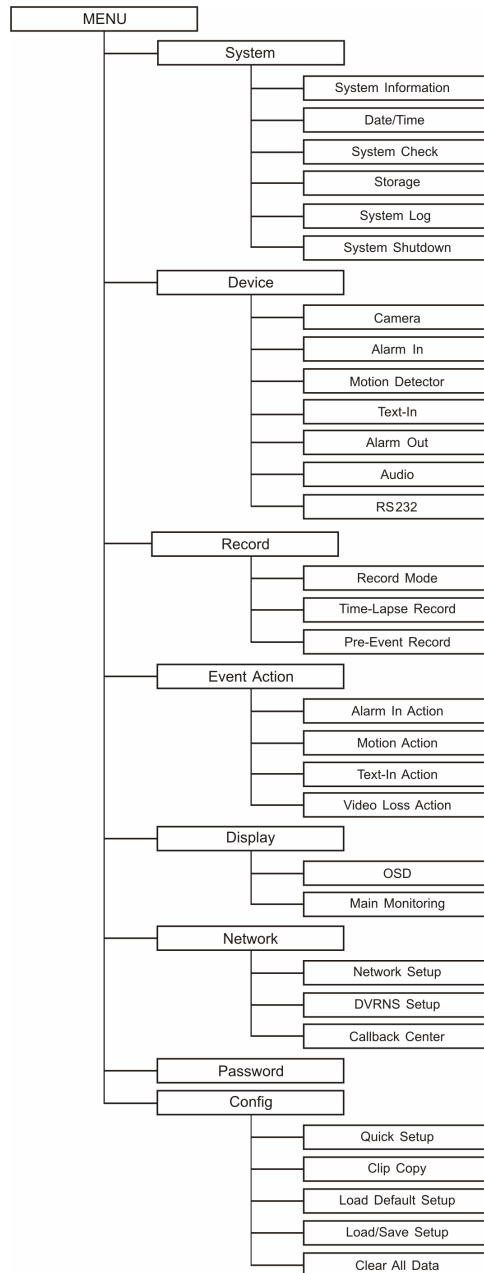 MENU
System
System Information
Date/Time
System Check
Storage
System Log
System Shutdown
Device
Camera
Alarm In
Motion Detector
Text-In
Alarm Out
Audio
RS232
Record
Record Mode
Time-Lapse Record
Pre-Event Record
Event Action
Alarm In Action
Motion Action
Text-In Action
Video Loss Action
Display
OSD
Main Monitoring
Network
Network Setup
DVRNS Setup
Callback Center
Password
Config
Quick Setup
Clip Copy
Load Default Setup
Load/Save Setup
Clear All Data